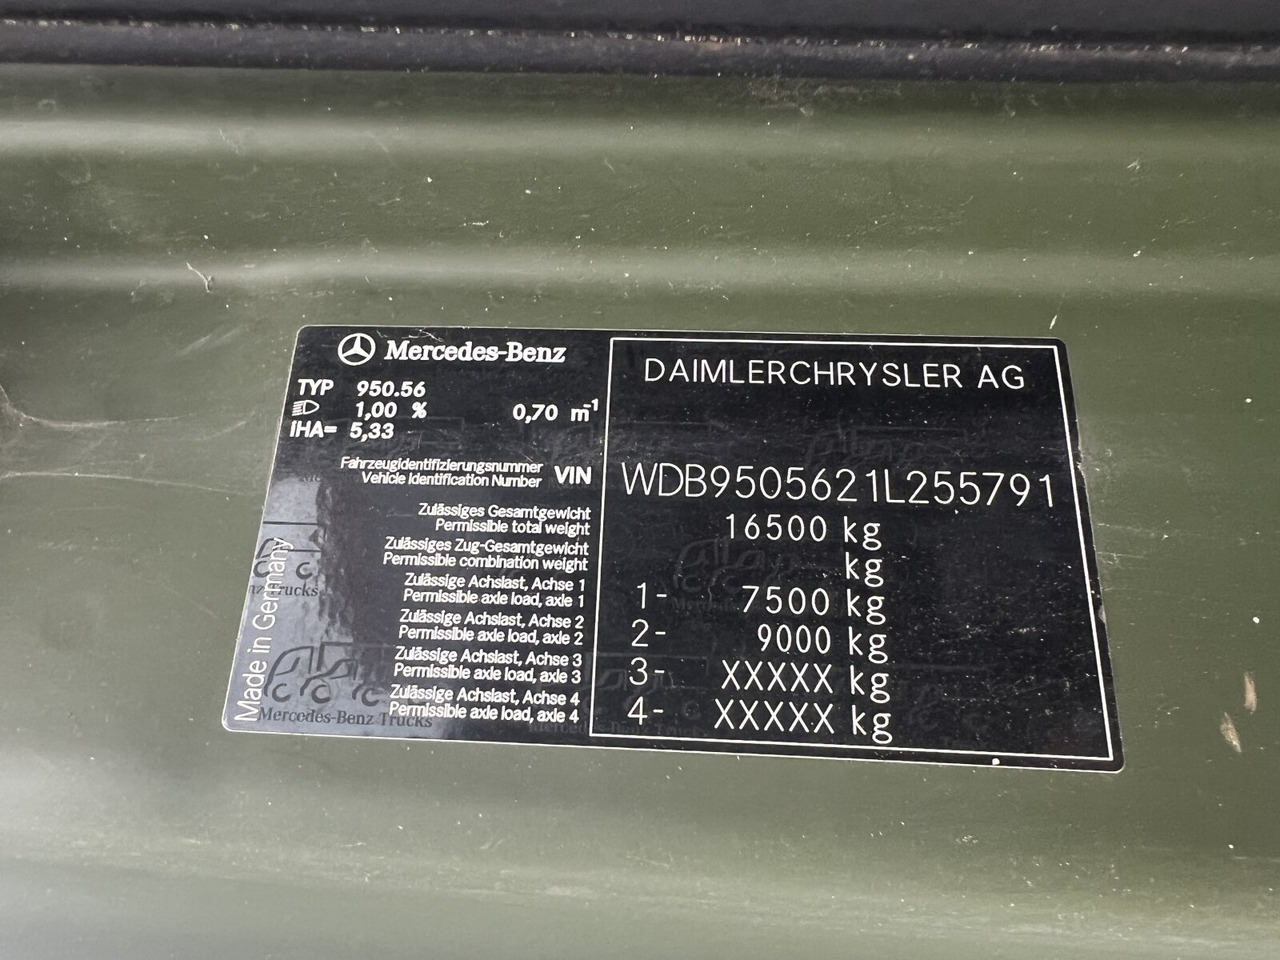 Mercedes-Benz
TYP 950.56
1,00 % 0,70 m⁻¹
iHA= 5,33
DAIMLERCHRYSLER AG
Fahrzeugidentifizierungsnummer
Vehicle Identification Number
VIN WDB9505621L255791
Zulässiges Gesamtgewicht
Permissible total weight
16500 kg
Zulässiges Zug-Gesamtgewicht
Permissible combination weight
kg
Zulässige Achslast, Achse 1
Permissible axle load, axle 1
1- 7500 kg
Zulässige Achslast, Achse 2
Permissible axle load, axle 2
2- 9000 kg
Zulässige Achslast, Achse 3
Permissible axle load, axle 3
3- XXXXX kg
Zulässige Achslast, Achse 4
Permissible axle load, axle 4
4- XXXXX kg
Made in Germany
Mercedes-Benz Trucks